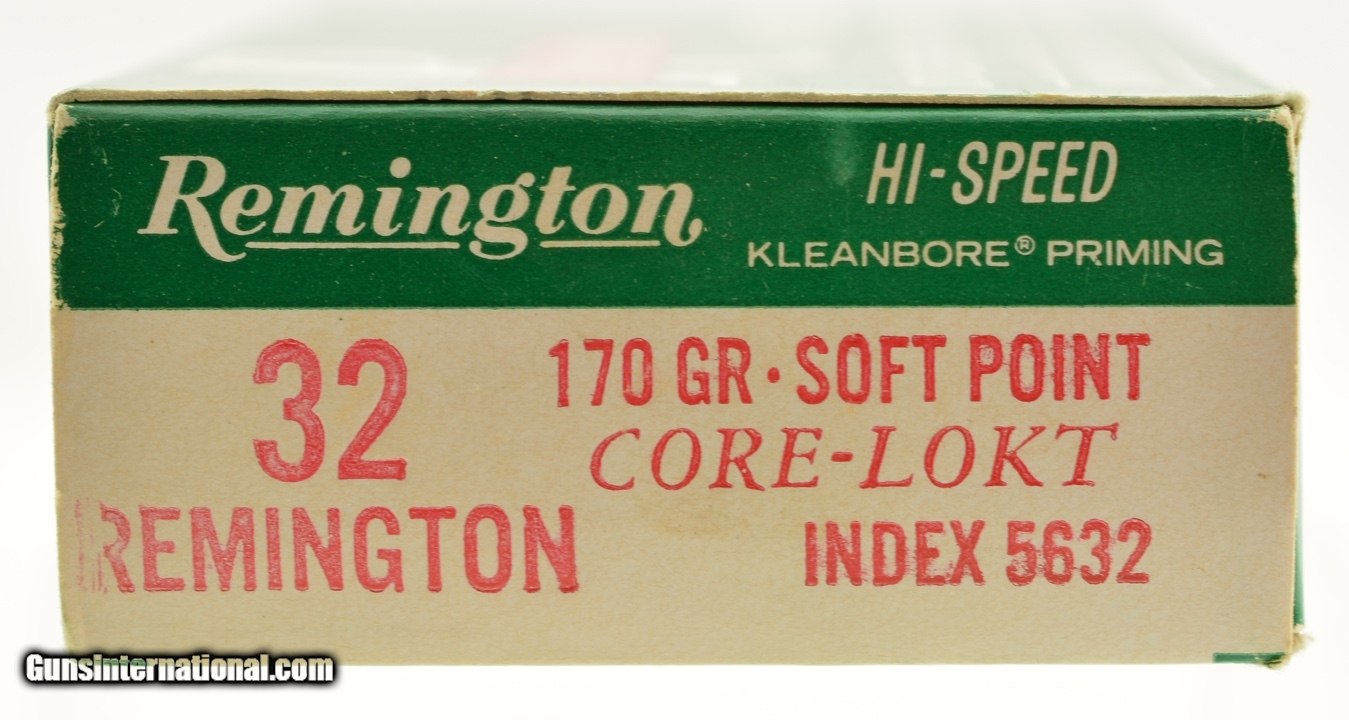 Remington
HI-SPEED
KLEANBORE® PRIMING
32
REMINGTON
170 GR·SOFT POINT
CORE-LOKT
INDEX 5632
GunsInternational.com